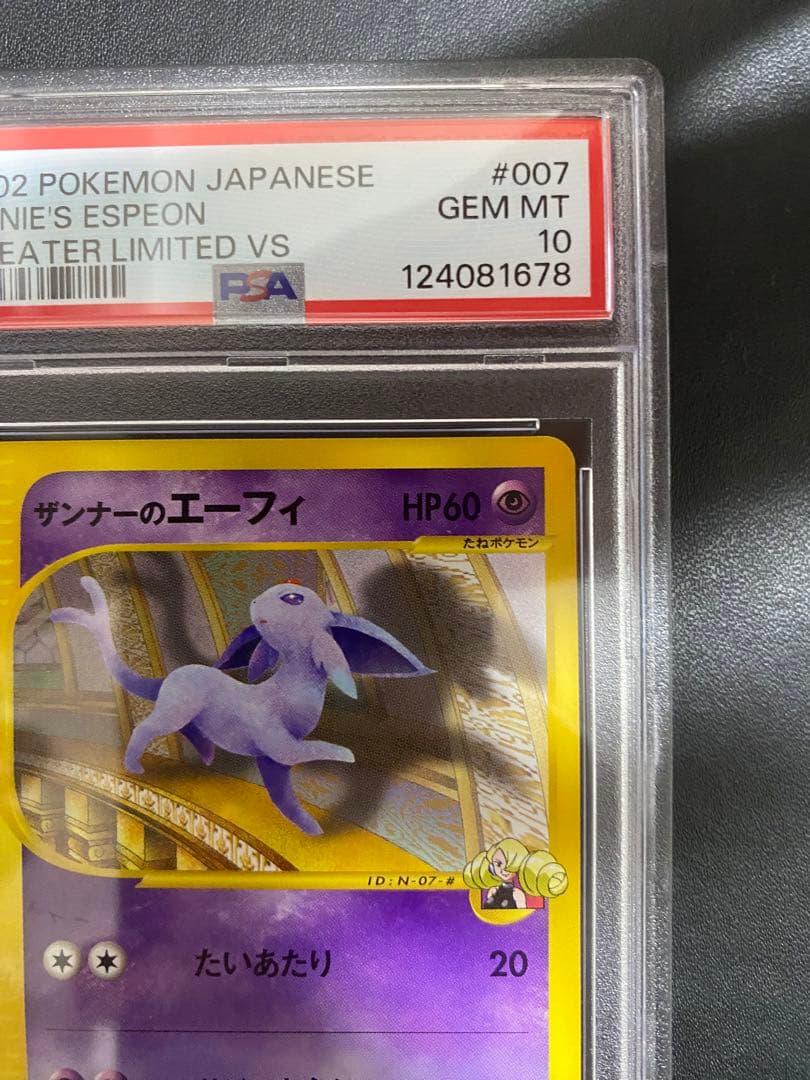 02 POKEMON JAPANESE #007
NIE'S ESPEON GEM MT
EATER LIMITED VS 10
PSA 124081678
ザンナーのエーフィ HP60
たねポケモン
ID:N-07-#
たいあたり 20